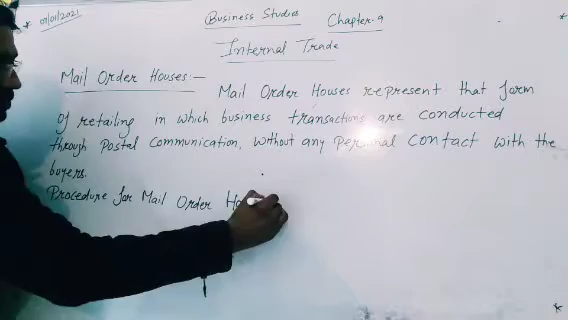 01/01/2021
Business Studies Chapter-9
Internal Trade
Mail Order Houses:- Mail Order Houses represent that form
of retailing in which business transactions are conducted
through Postal Communication, without any personal contact with the
buyers.
Procedure for Mail Order Ho